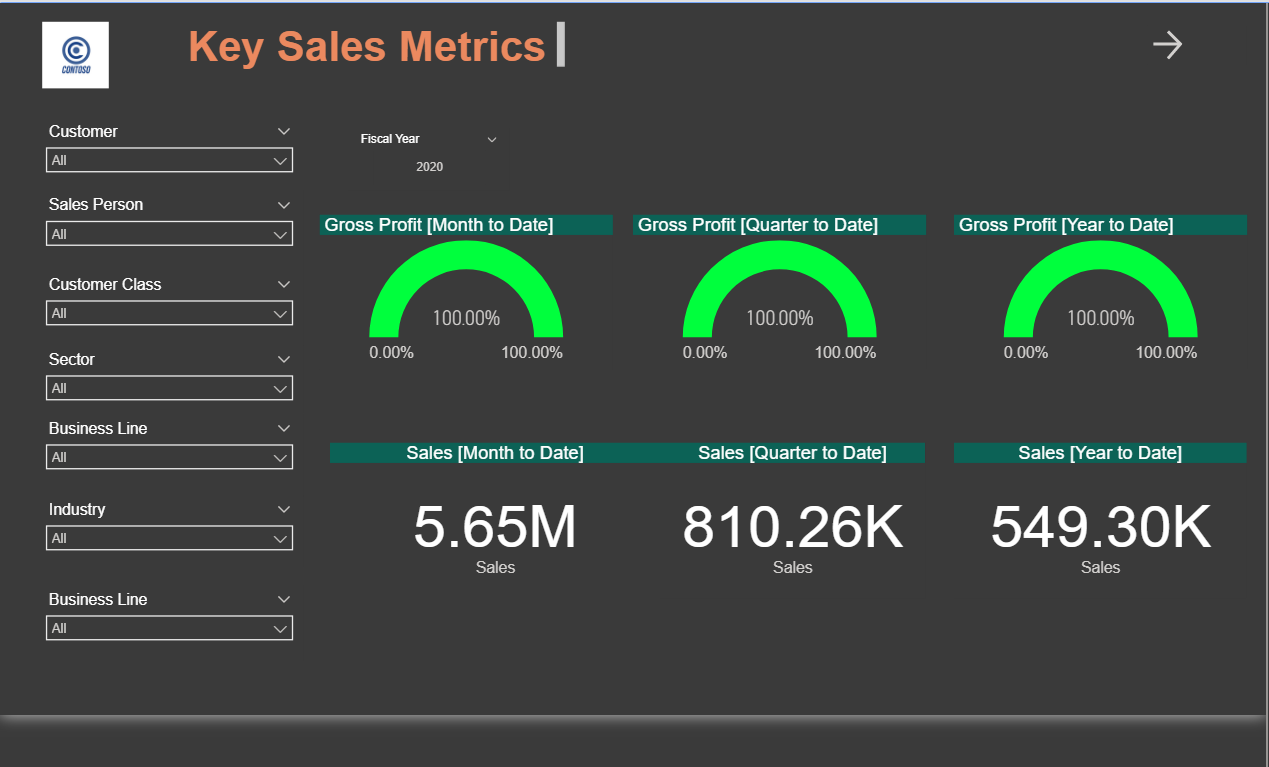 CONTOSO
Key Sales Metrics
Customer
All
Sales Person
All
Customer Class
All
Sector
All
Business Line
All
Industry
All
Business Line
All
Fiscal Year
2020
Gross Profit [Month to Date]
100.00%
0.00% 100.00%
Gross Profit [Quarter to Date]
100.00%
0.00% 100.00%
Gross Profit [Year to Date]
100.00%
0.00% 100.00%
Sales [Month to Date]
5.65M
Sales
Sales [Quarter to Date]
810.26K
Sales
Sales [Year to Date]
549.30K
Sales